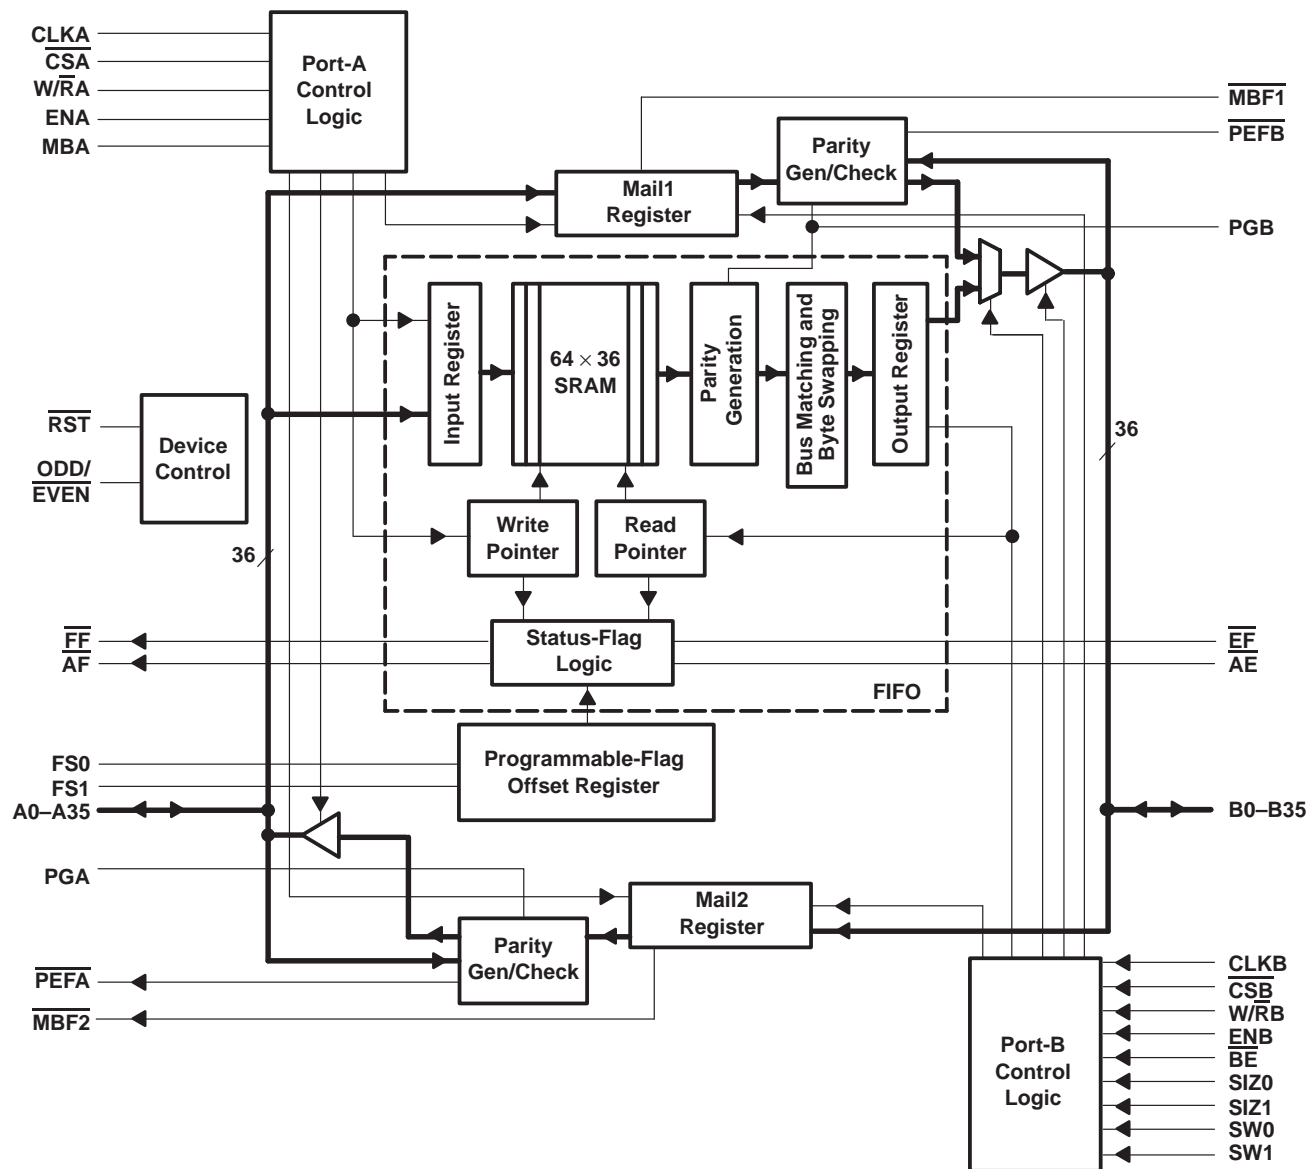 CLKA
CSA
W/RA
ENA
MBA
Port-A
Control
Logic
MBF1
PEFB
PGB
Parity
Gen/Check
Mail1
Register
Input Register
64 × 36
SRAM
Parity
Generation
Bus Matching and
Byte Swapping
Output Register
RST
ODD/
EVEN
Device
Control
36
36
Write
Pointer
Read
Pointer
FF
AF
Status-Flag
Logic
EF
AE
FIFO
FS0
FS1
A0–A35
Programmable-Flag
Offset Register
B0–B35
PGA
Mail2
Register
Parity
Gen/Check
PEFA
MBF2
Port-B
Control
Logic
CLKB
CSB
W/RB
ENB
BE
SIZ0
SIZ1
SW0
SW1